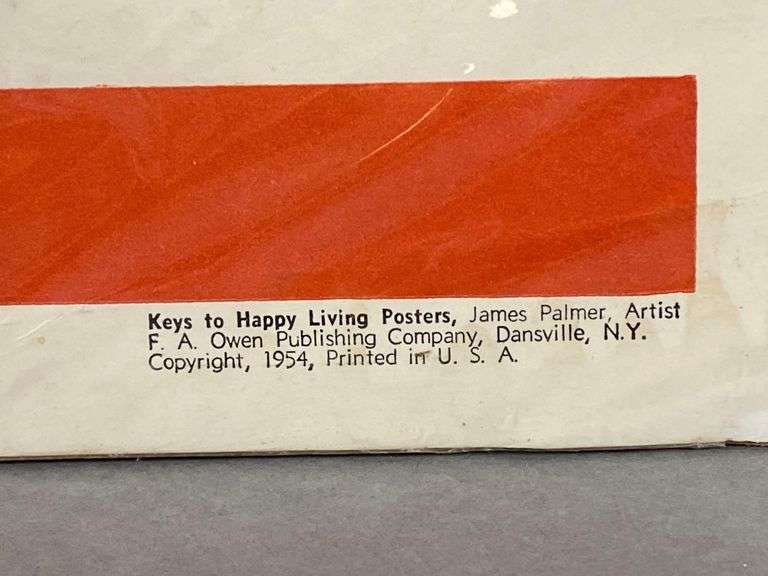 Keys to Happy Living Posters, James Palmer, Artist
F. A. Owen Publishing Company, Dansville, N.Y.
Copyright, 1954, Printed in U. S. A.